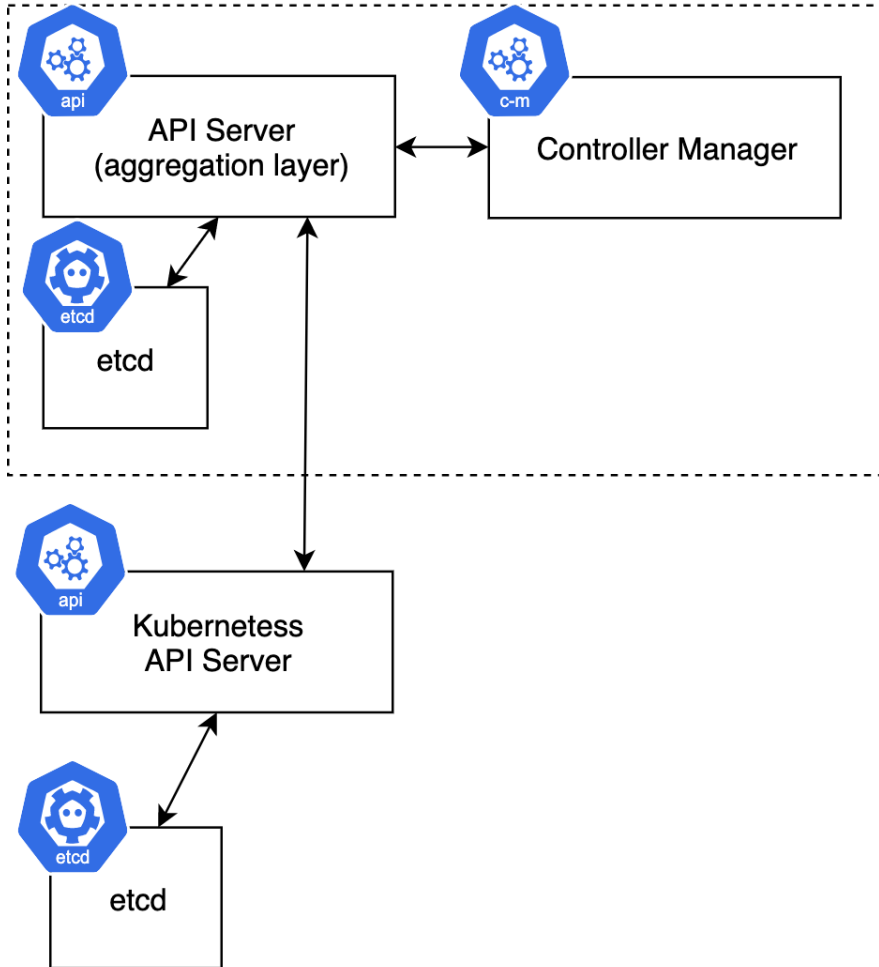 api
API Server
(aggregation layer)
c-m
Controller Manager
etcd
etcd
api
Kubernetess
API Server
etcd
etcd